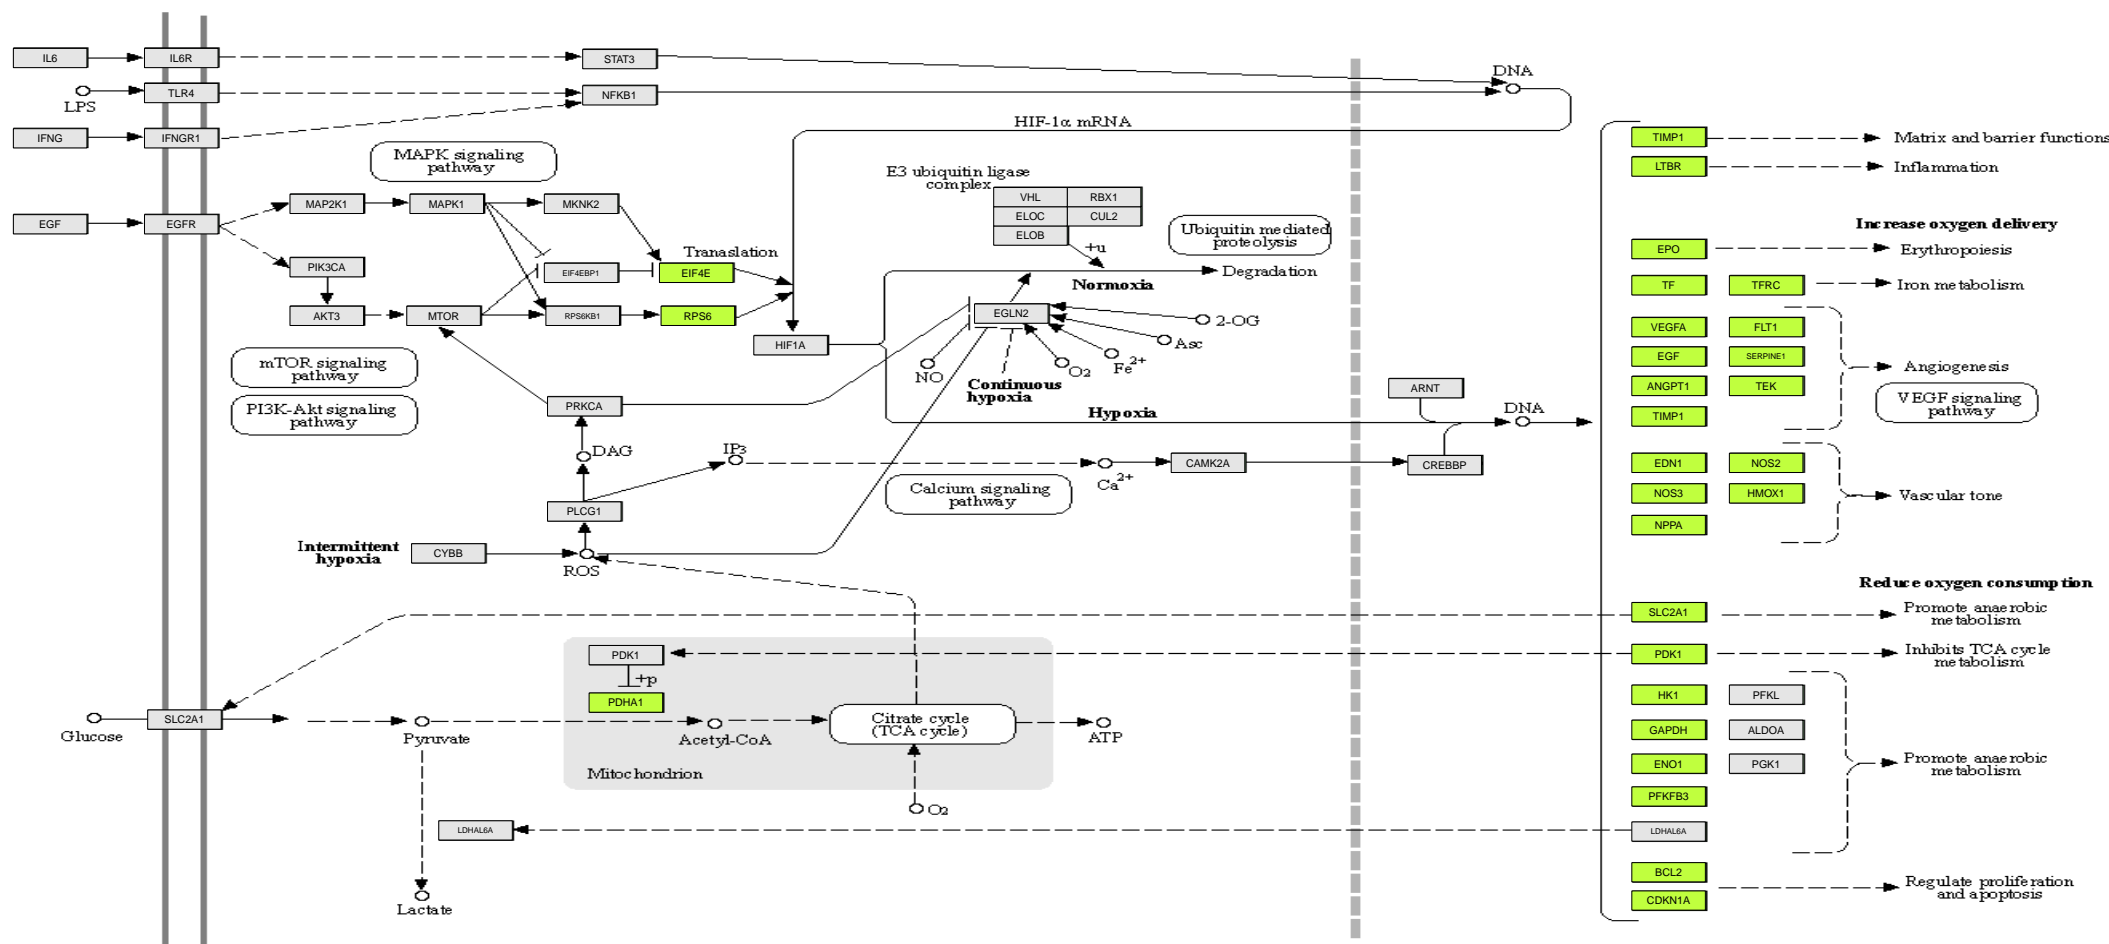 IL6
IL6R
STAT3
DNA
LPS
TLR4
NFKB1
IFNG
IFNGR1
HIF-1α mRNA
TIMP1
Matrix and barrier functions
LTBR
Inflammation
MAPK signaling
pathway
E3 ubiquitin ligase
complex
VHL
RBX1
ELOC
CUL2
ELOB
+u
Ubiquitin mediated
proteolysis
Degradation
MAP2K1
MAPK1
MKNK2
EGF
EGFR
Tranaslation
PIK3CA
EIF4EBP1
EIF4E
Normoxia
AKT3
MTOR
RPS6KB1
RPS6
EGLN2
2-OG
HIF1A
Asc
Fe2+
O2
NO
Continuous
hypoxia
mTOR signaling
pathway
PI3K-Akt signaling
pathway
PRKCA
Hypoxia
ARNT
DNA
DAG
IP3
Ca2+
CAMK2A
CREBBP
Calcium signaling
pathway
PLCG1
Intermittent
hypoxia
CYBB
ROS
Increase oxygen delivery
EPO
Erythropoiesis
TF
TFRC
Iron metabolism
VEGFA
FLT1
EGF
SERPINE1
Angiogenesis
ANGPT1
TEK
VEGF signaling
pathway
TIMP1
EDN1
NOS2
NOS3
HMOX1
Vascular tone
NPPA
Reduce oxygen consumption
SLC2A1
Promote anaerobic
metabolism
PDK1
Inhibits TCA cycle
metabolism
HK1
PFKL
GAPDH
ALDOA
ENO1
PGK1
Promote anaerobic
metabolism
PFKFB3
LDHAL6A
BCL2
CDKN1A
Regulate proliferation
and apoptosis
PDK1
+p
PDHA1
Glucose
SLC2A1
Pyruvate
Acetyl-CoA
Citrate cycle
(TCA cycle)
ATP
Mitochondrion
O2
LDHAL6A
Lactate